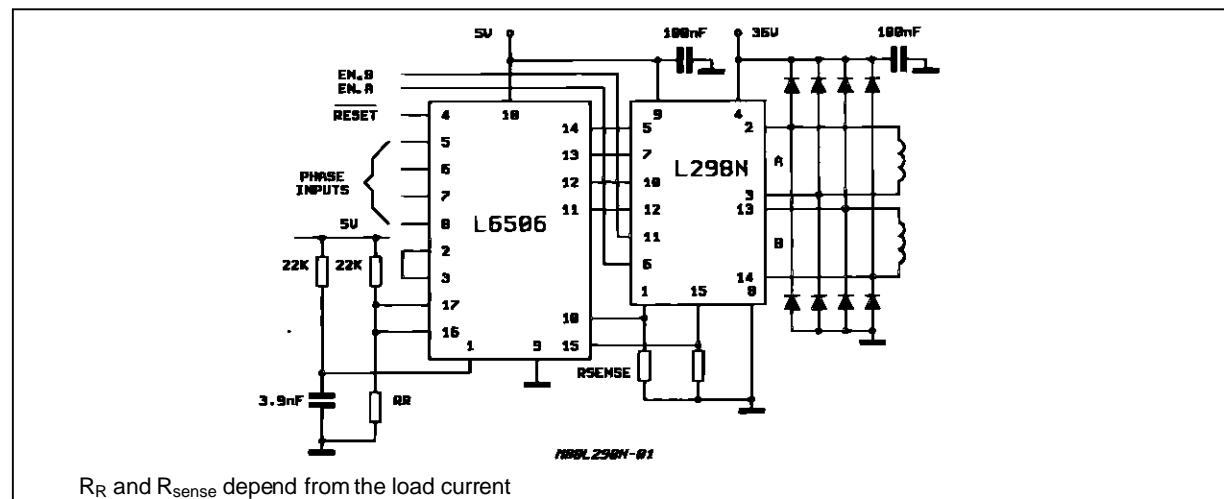 5V 100nF 36V 100nF
EN.B
EN.A
RESET
4 18 9 4
5 14 5 2
PHASE INPUTS
6 13 7 A
L298N
7 12 10 3
8 11 12 13
L6506
5V
2 11 B
22K 22K
3 6 14
17 1 15 8
16 10
1 9 15
RSENSE
3.9nF RR
M88L298N-01
RR and Rsense depend from the load current